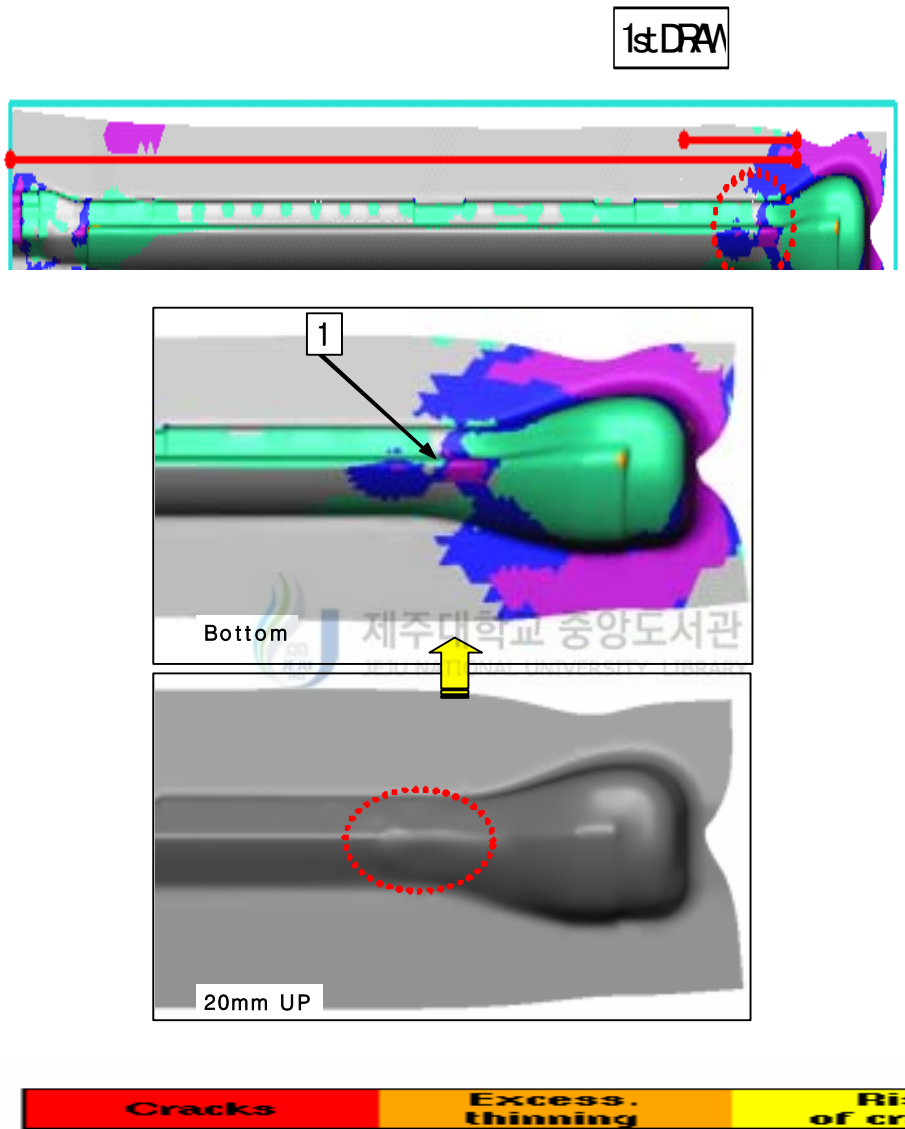 1st DRAW
1
Bottom
제주대학교 중앙도서관
JEJU NATIONAL UNIVERSITY LIBRARY
20mm UP
Cracks
Excess.
thinning
of